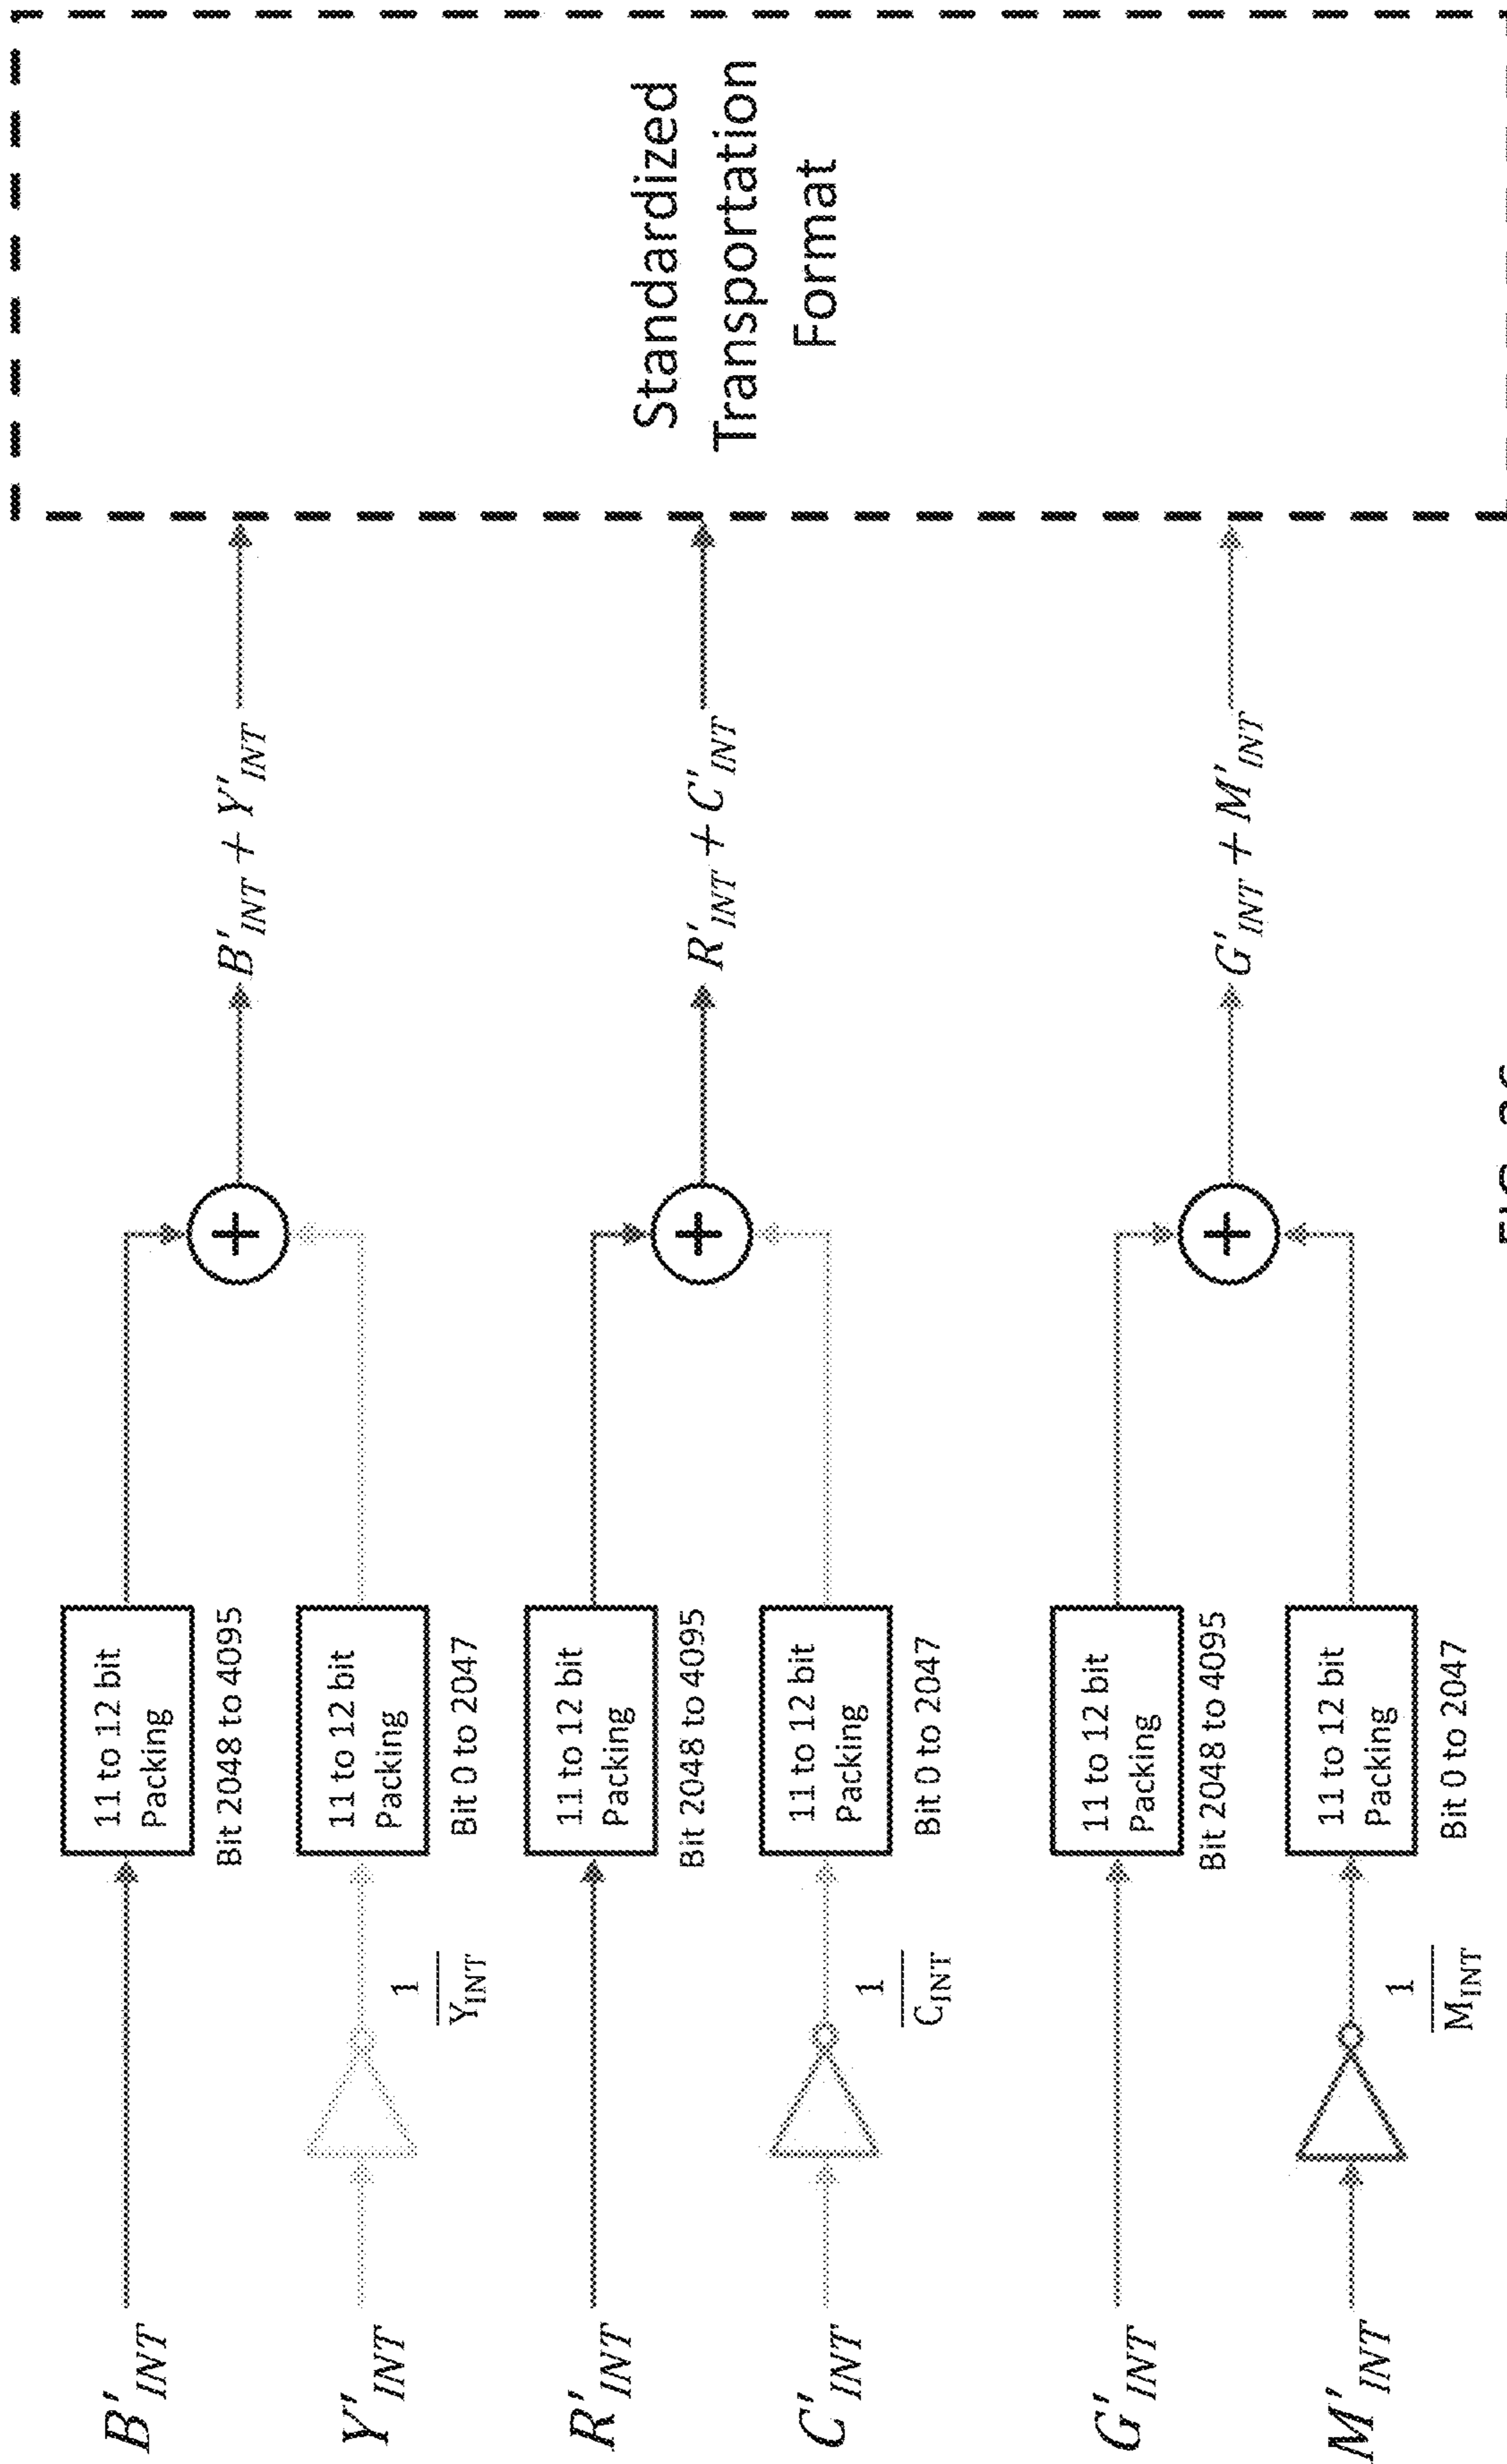 B'INT
11 to 12 bit
Packing
Bit 2048 to 4095
Y'INT
1
YINT
11 to 12 bit
Packing
Bit 0 to 2047
+
B'INT + Y'INT
R'INT
11 to 12 bit
Packing
Bit 2048 to 4095
C'INT
1
CINT
11 to 12 bit
Packing
Bit 0 to 2047
+
R'INT + C'INT
G'INT
11 to 12 bit
Packing
Bit 2048 to 4095
M'INT
1
MINT
11 to 12 bit
Packing
Bit 0 to 2047
+
G'INT + M'INT
Standardized
Transportation
Format